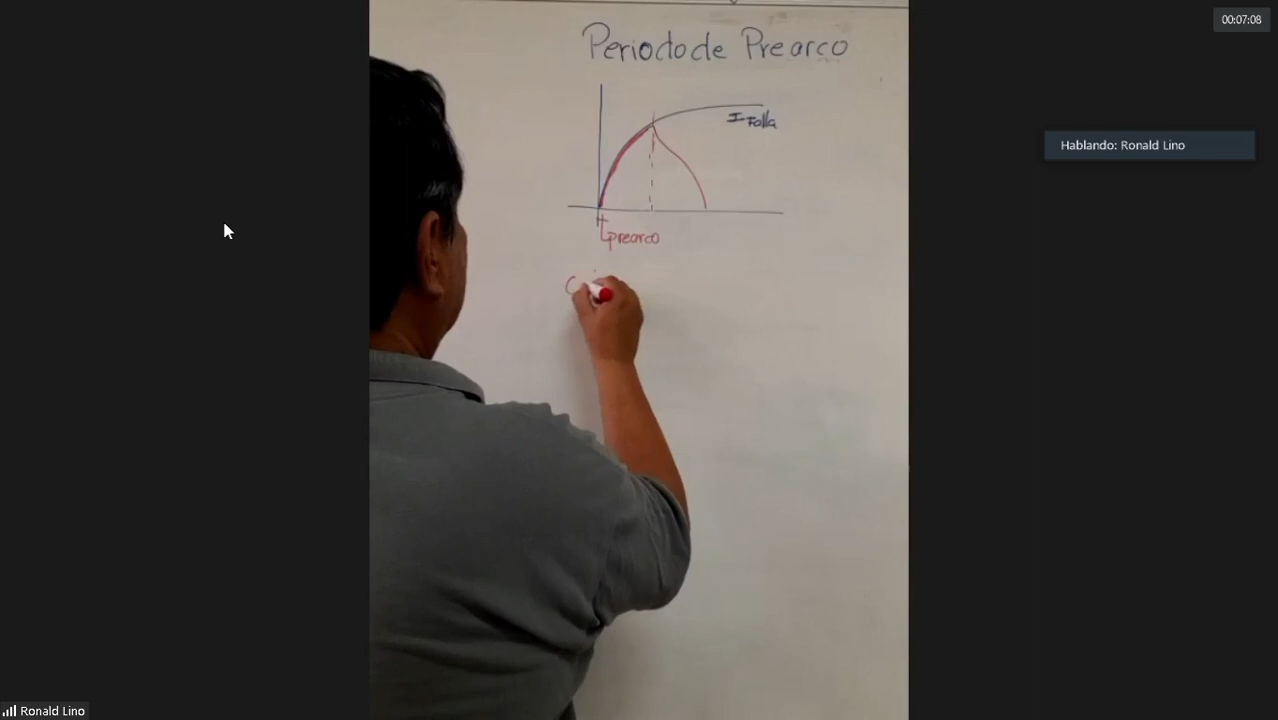 00:07:08
Periodo de Prearco
I Falla
Hablando: Ronald Lino
tprearco
Ronald Lino